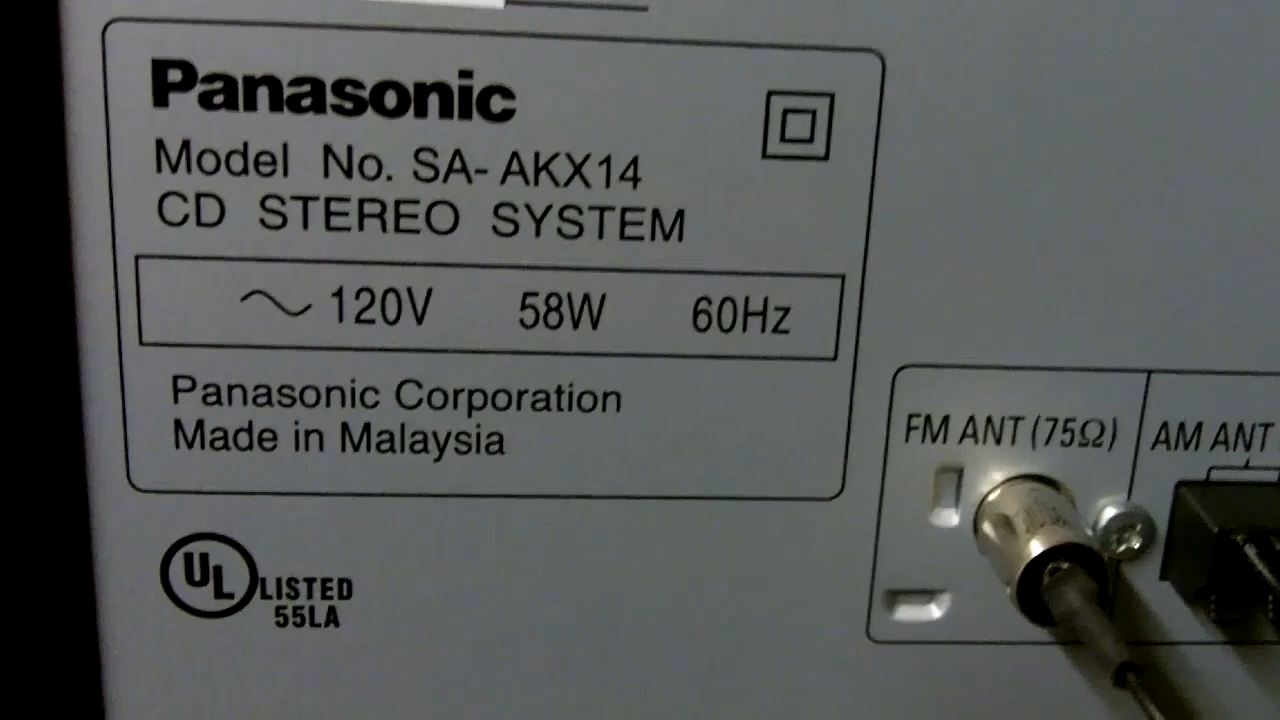 Panasonic
Model No. SA-AKX14
CD STEREO SYSTEM
~ 120V 58W 60Hz
Panasonic Corporation
Made in Malaysia
UL LISTED
55LA
FM ANT (75Ω)
AM ANT